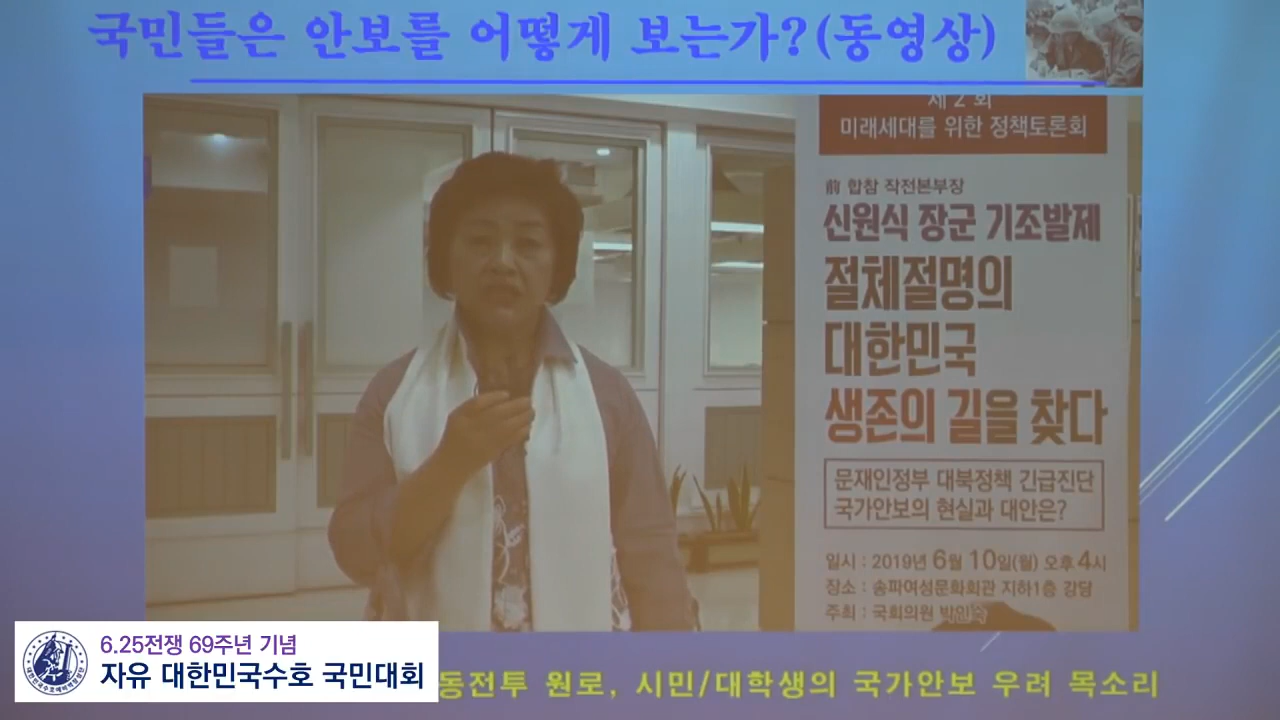 국민들은 안보를 어떻게 보는가?(동영상)
제 2 회
미래세대를 위한 정책토론회
前 합참 작전본부장
신원식 장군 기조발제
절체절명의
대한민국
생존의 길을 찾다
문재인정부 대북정책 긴급진단
국가안보의 현실과 대안은?
일시 : 2019년 6월 10일(월) 오후 4시
장소 : 송파여성문화회관 지하1층 강당
주최 : 국회의원 박인숙
6.25전쟁 69주년 기념
자유 대한민국수호 국민대회
동전투 원로, 시민/대학생의 국가안보 우려 목소리